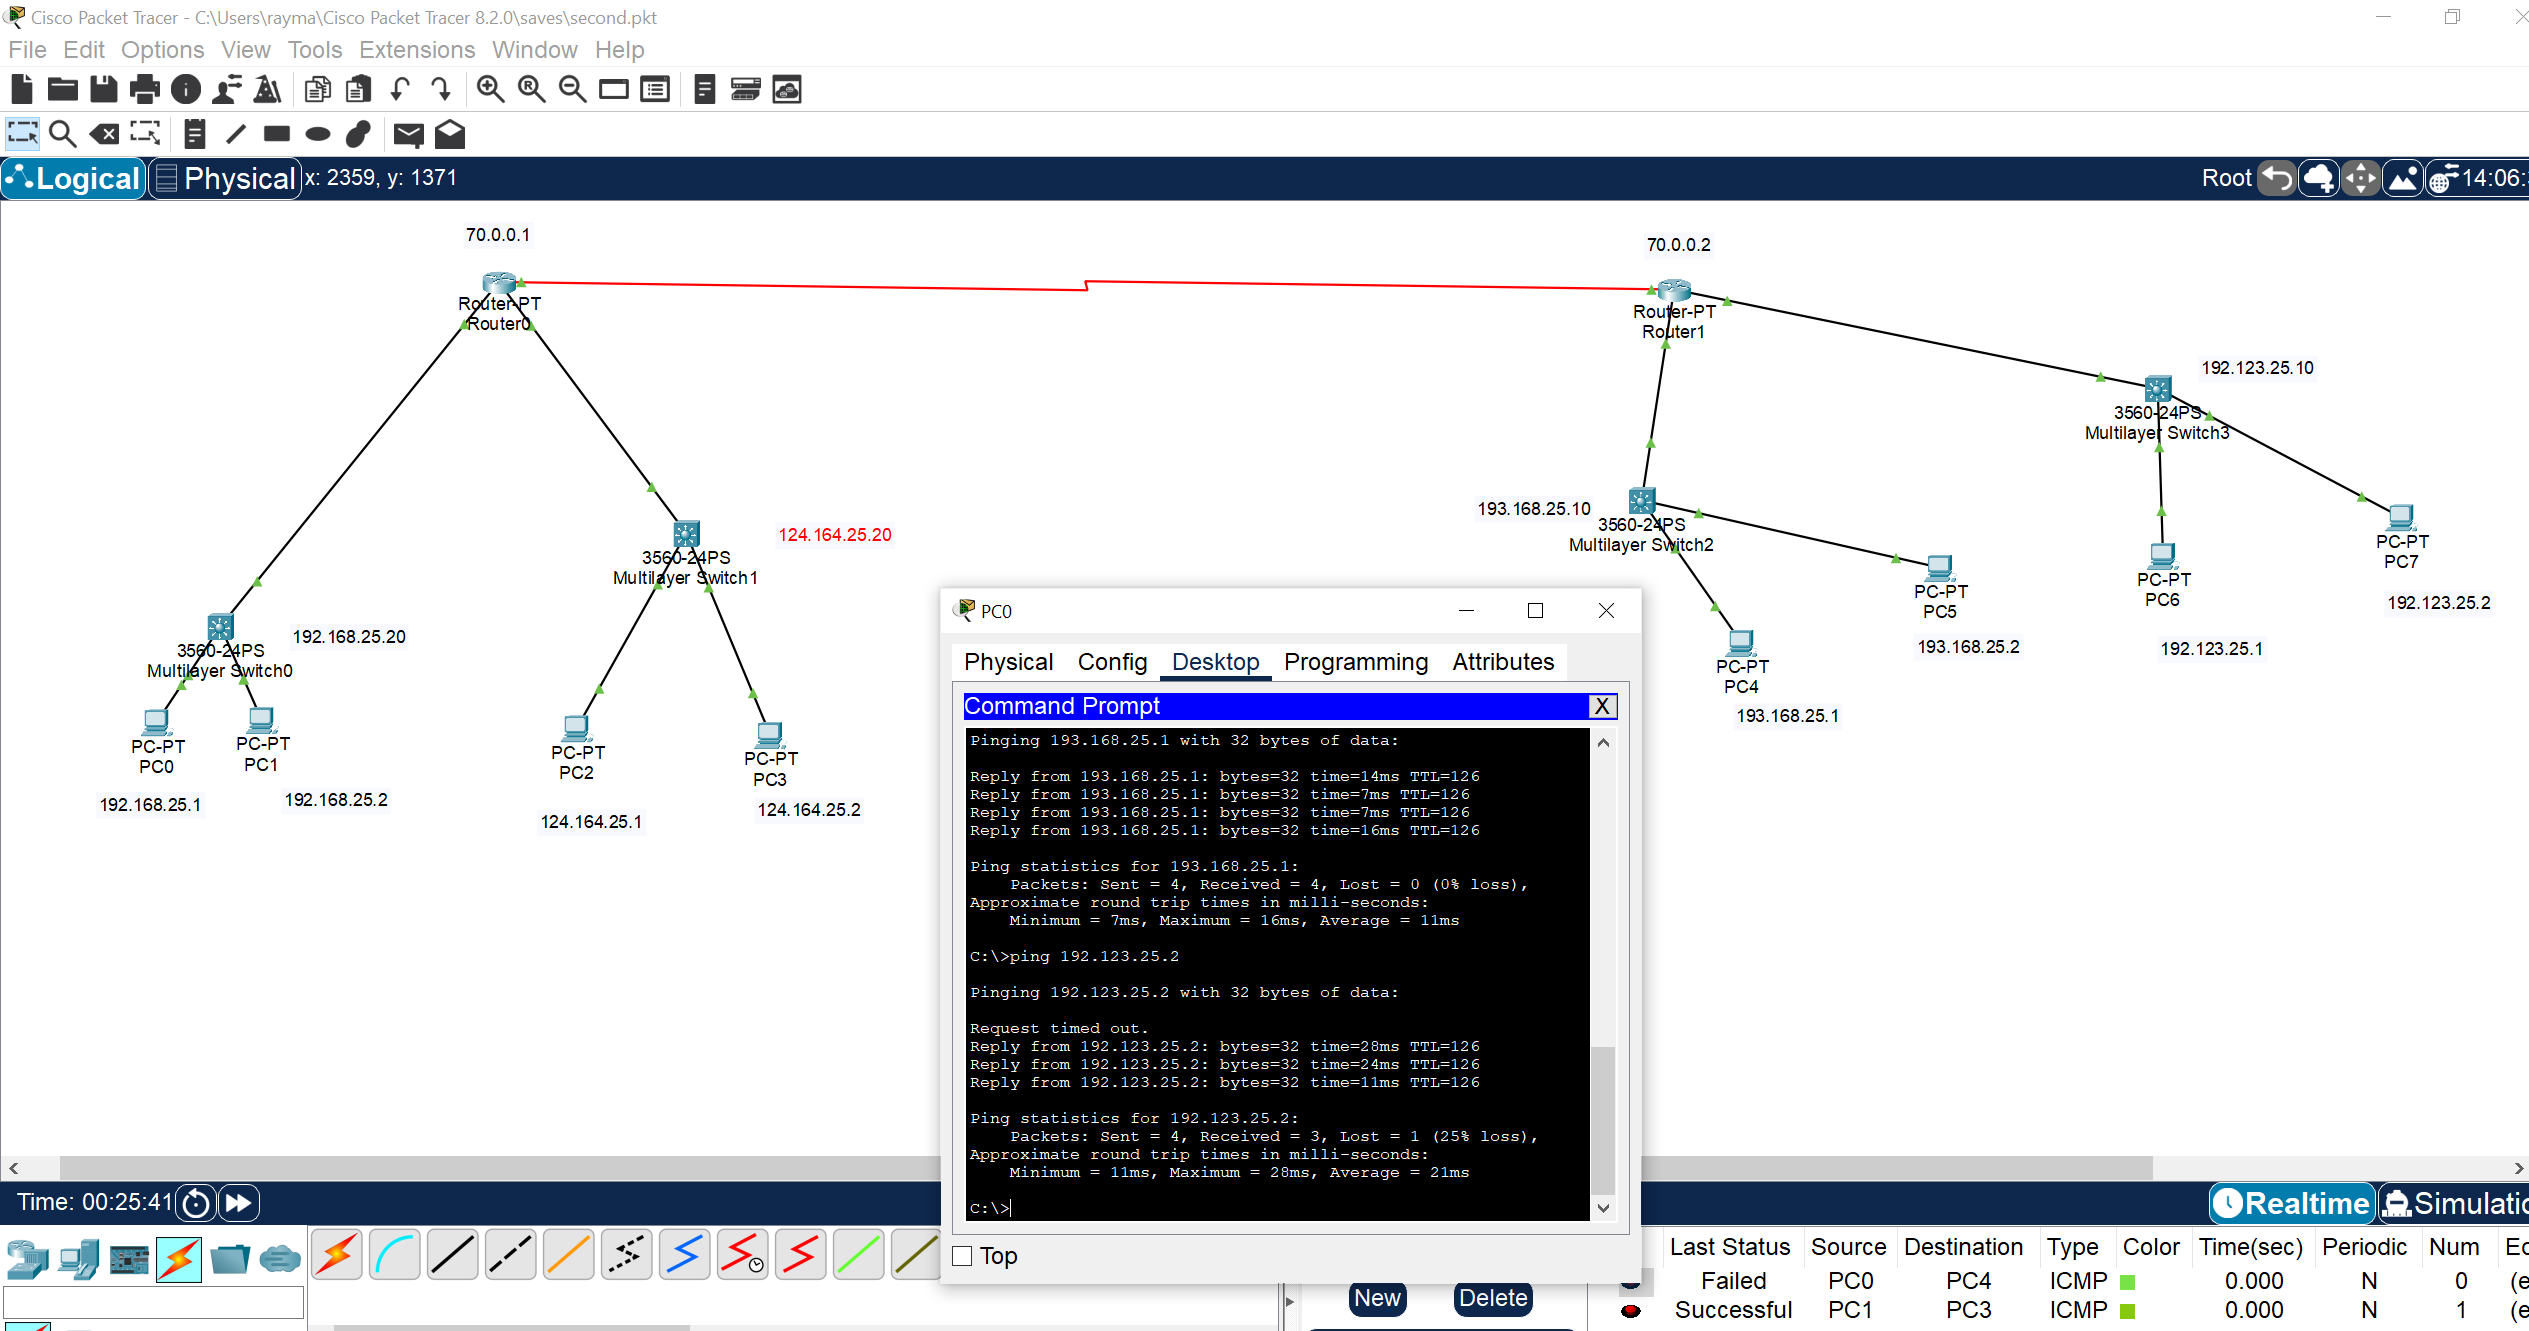 Cisco Packet Tracer - C:\Users\rayma\Cisco Packet Tracer 8.2.0\saves\second.pkt
File Edit Options View Tools Extensions Window Help
Logical Physical x: 2359, y: 1371
Root 14:06:
70.0.0.1
Router-PT
Router0
70.0.0.2
Router-PT
Router1
192.123.25.10
3560-24PS
Multilayer Switch3
193.168.25.10
3560-24PS
Multilayer Switch2
124.164.25.20
3560-24PS
Multilayer Switch1
192.168.25.20
3560-24PS
Multilayer Switch0
PC-PT
PC0
192.168.25.1
PC-PT
PC1
192.168.25.2
PC-PT
PC2
124.164.25.1
PC-PT
PC3
124.164.25.2
PC-PT
PC4
193.168.25.1
PC-PT
PC5
193.168.25.2
PC-PT
PC6
192.123.25.1
PC-PT
PC7
192.123.25.2
PC0
Physical Config Desktop Programming Attributes
Command Prompt X
Pinging 193.168.25.1 with 32 bytes of data:
Reply from 193.168.25.1: bytes=32 time=14ms TTL=126
Reply from 193.168.25.1: bytes=32 time=7ms TTL=126
Reply from 193.168.25.1: bytes=32 time=7ms TTL=126
Reply from 193.168.25.1: bytes=32 time=16ms TTL=126
Ping statistics for 193.168.25.1:
Packets: Sent = 4, Received = 4, Lost = 0 (0% loss),
Approximate round trip times in milli-seconds:
Minimum = 7ms, Maximum = 16ms, Average = 11ms
C:\>ping 192.123.25.2
Pinging 192.123.25.2 with 32 bytes of data:
Request timed out.
Reply from 192.123.25.2: bytes=32 time=28ms TTL=126
Reply from 192.123.25.2: bytes=32 time=24ms TTL=126
Reply from 192.123.25.2: bytes=32 time=11ms TTL=126
Ping statistics for 192.123.25.2:
Packets: Sent = 4, Received = 3, Lost = 1 (25% loss),
Approximate round trip times in milli-seconds:
Minimum = 11ms, Maximum = 28ms, Average = 21ms
C:\>
Top
Time: 00:25:41
Realtime Simulatio
New Delete
Last Status Source Destination Type Color Time(sec) Periodic Num Ed
Failed PC0 PC4 ICMP 0.000 N 0 (e
Successful PC1 PC3 ICMP 0.000 N 1 (e